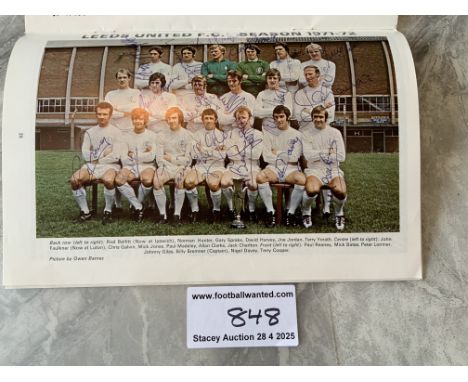 LEEDS UNITED F.C., SEASON 1971-72
Back row (left to right): Rod Belfitt (Now at Ipswich), Norman Hunter, Gary Sprake, David Harvey, Joe Jordan, Terry Yorath. Centre (left to right): John
Faulkner (Now at Luton), Chris Galvin, Mick Jones, Paul Madeley, Allan Clarke, Jack Charlton. Front (left to right): Paul Reaney, Mick Bates, Peter Lorimer,
Johnny Giles, Billy Bremner (Captain), Nigel Davey, Terry Cooper.
Picture by Owen Barnes
www.footballwanted.com
848
Stacey Auction 28 4 2025